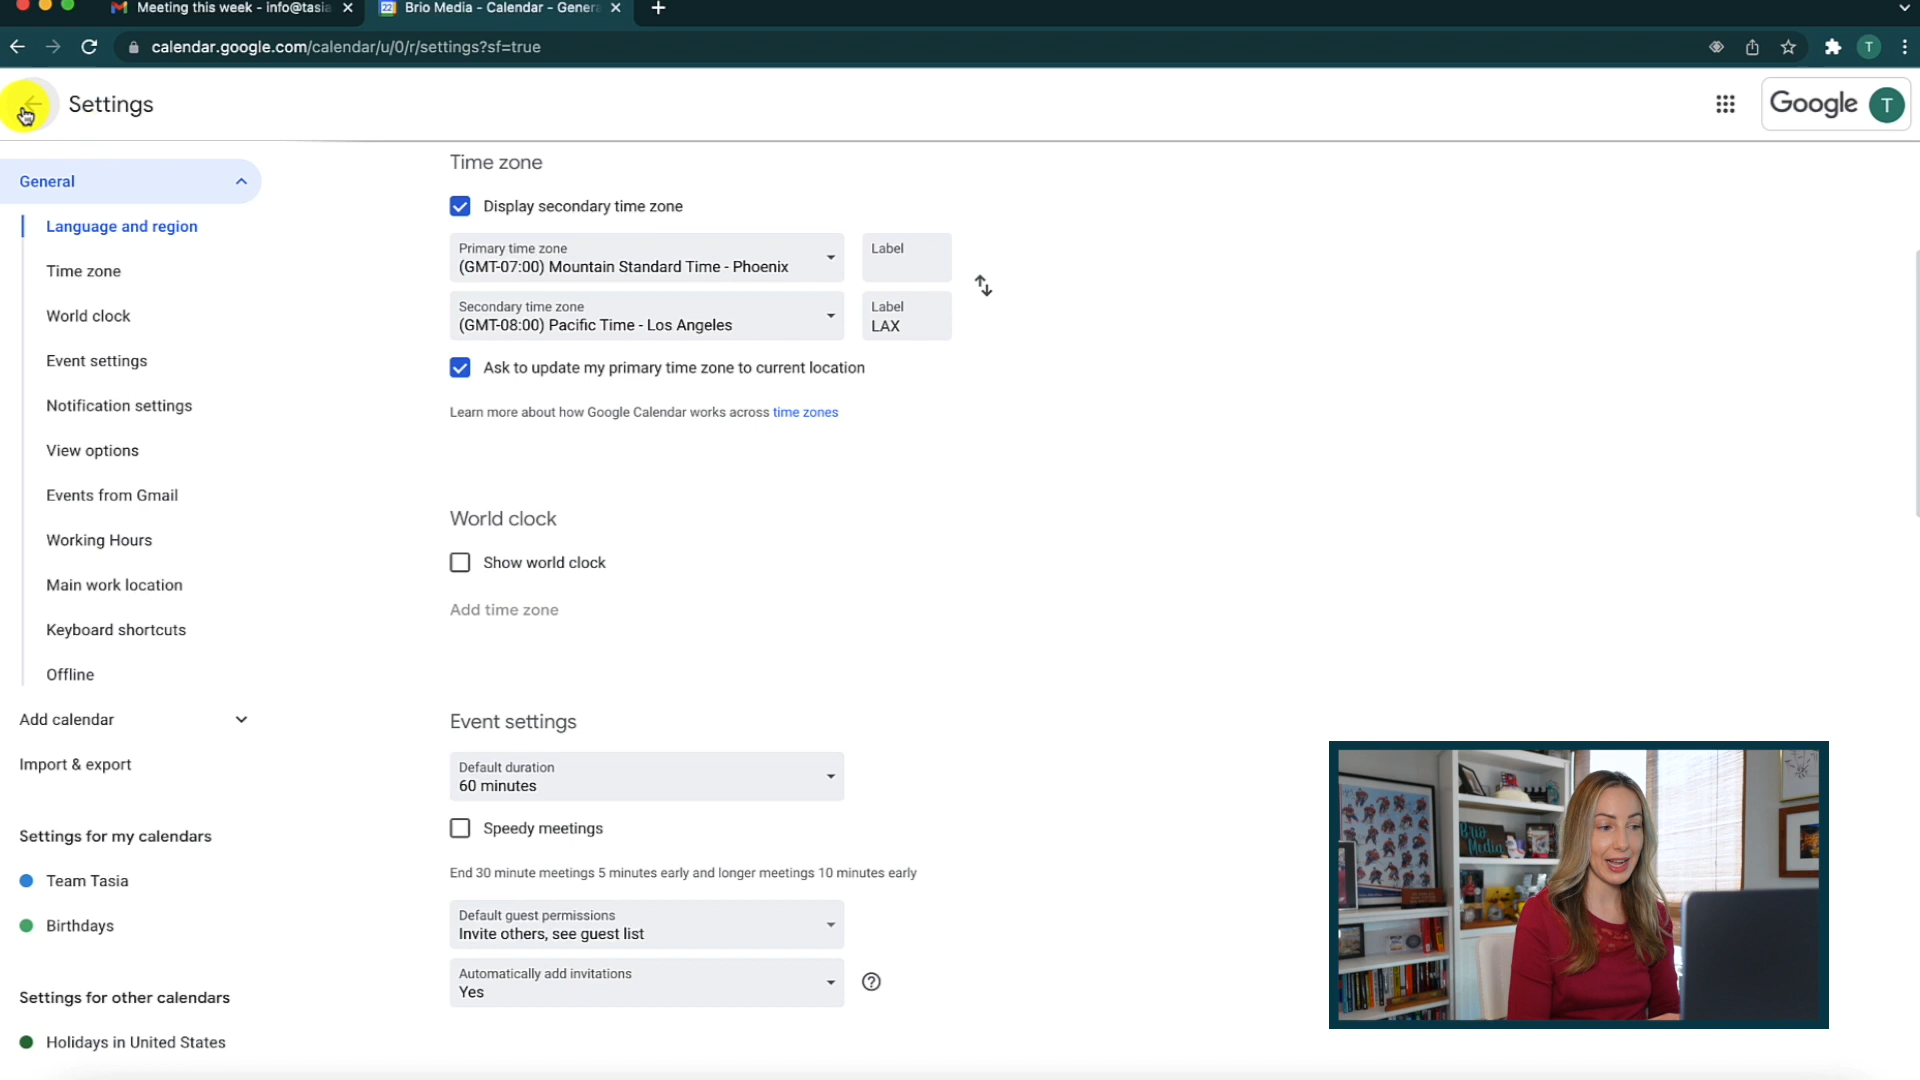 Meeting this week - info@tasia
Brio Media - Calendar - Genera
calendar.google.com/calendar/u/0/r/settings?sf=true
T
Settings
Google T
General
Language and region
Time zone
World clock
Event settings
Notification settings
View options
Events from Gmail
Working Hours
Main work location
Keyboard shortcuts
Offline
Add calendar
Import & export
Settings for my calendars
Team Tasia
Birthdays
Settings for other calendars
Holidays in United States
Time zone
Display secondary time zone
Primary time zone
(GMT-07:00) Mountain Standard Time - Phoenix
Label
Secondary time zone
(GMT-08:00) Pacific Time - Los Angeles
Label
LAX
Ask to update my primary time zone to current location
Learn more about how Google Calendar works across time zones
World clock
Show world clock
Add time zone
Event settings
Default duration
60 minutes
Speedy meetings
End 30 minute meetings 5 minutes early and longer meetings 10 minutes early
Default guest permissions
Invite others, see guest list
Automatically add invitations
Yes
Brio
Media